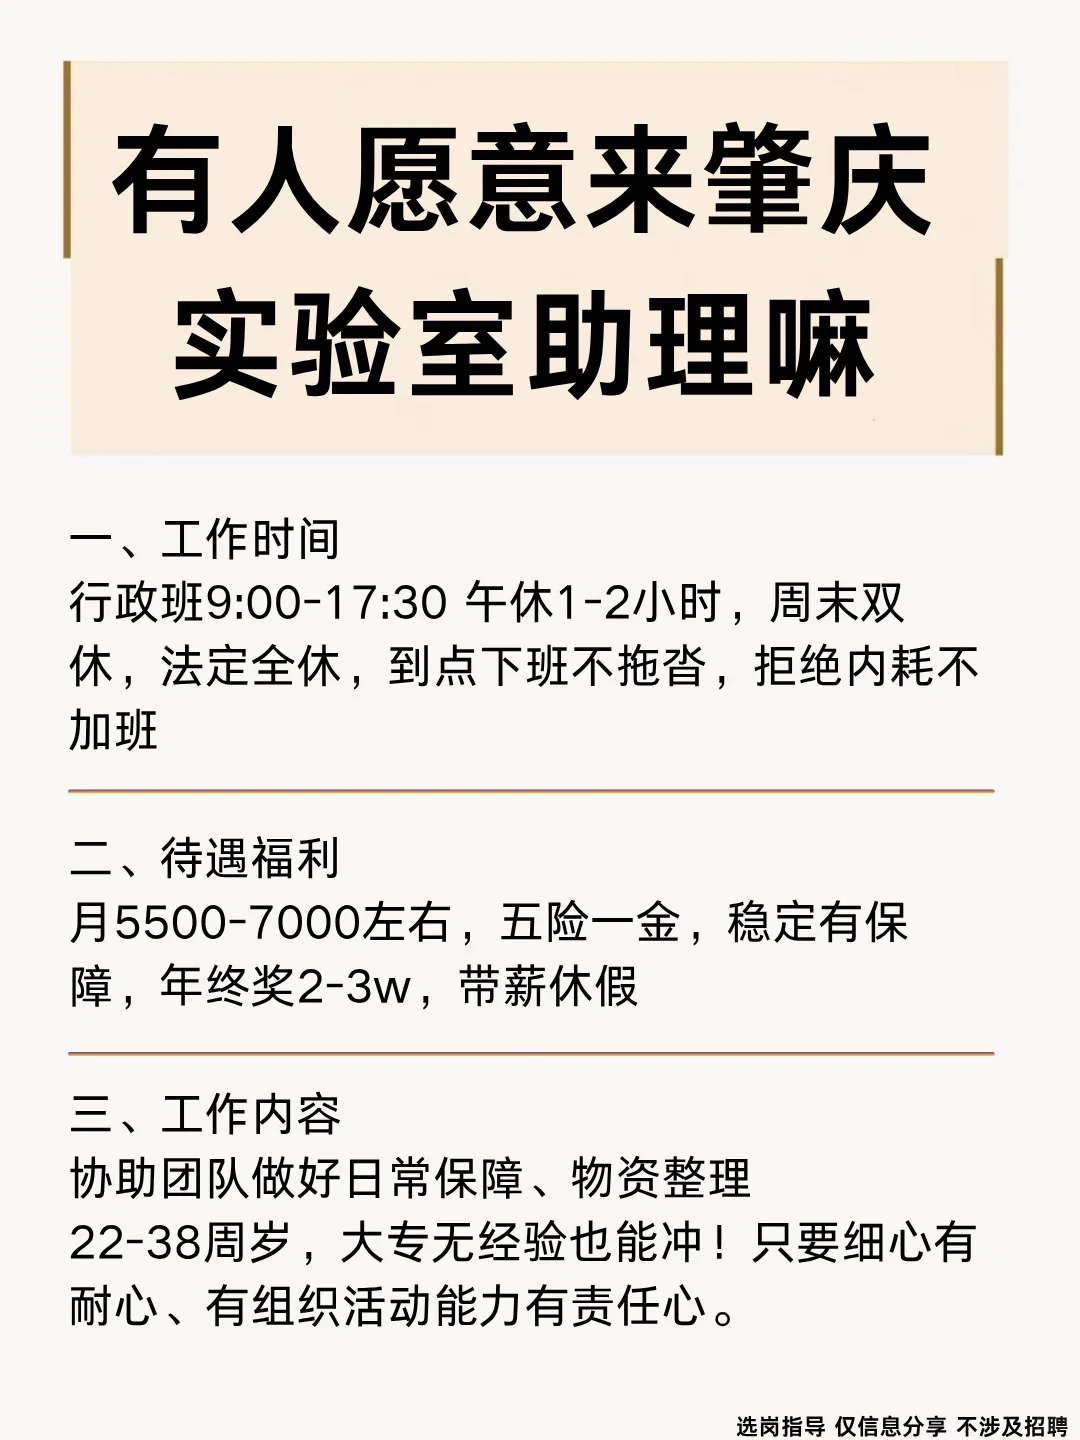 有人愿意来肇庆
实验室助理嘛
一、工作时间
行政班9:00-17:30 午休1-2小时，周末双
休，法定全休，到点下班不拖沓，拒绝内耗不
加班
二、待遇福利
月5500-7000左右，五险一金，稳定有保
障，年终奖2-3w，带薪休假
三、工作内容
协助团队做好日常保障、物资整理
22-38周岁，大专无经验也能冲！只要细心有
耐心、有组织活动能力有责任心。
选岗指导 仅信息分享 不涉及招聘